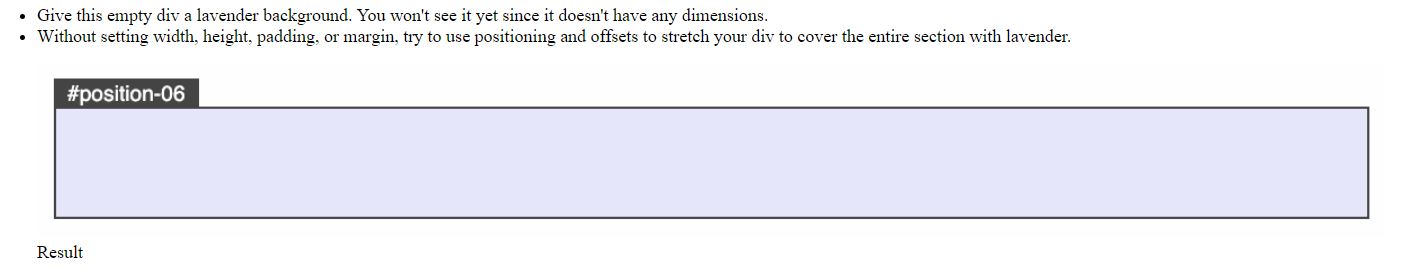 Give this empty div a lavender background. You won't see it yet since it doesn't have any dimensions.
Without setting width, height, padding, or margin, try to use positioning and offsets to stretch your div to cover the entire section with lavender.
#position-06
Result